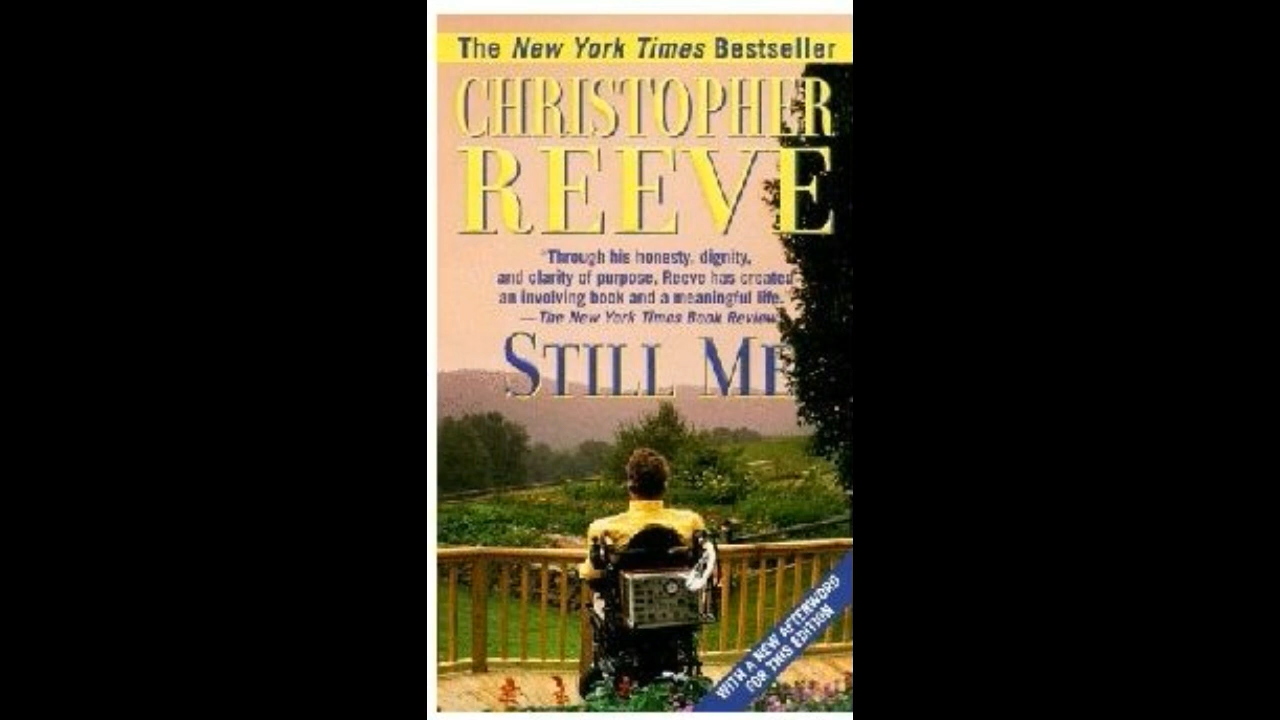 The New York Times Bestseller
CHRISTOPHER
REEVE
"Through his honesty, dignity,
and clarity of purpose, Reeve has created
an involving book and a meaningful life."
—The New York Times Book Review
STILL ME
WITH A NEW AFTERWORD
FOR THIS EDITION